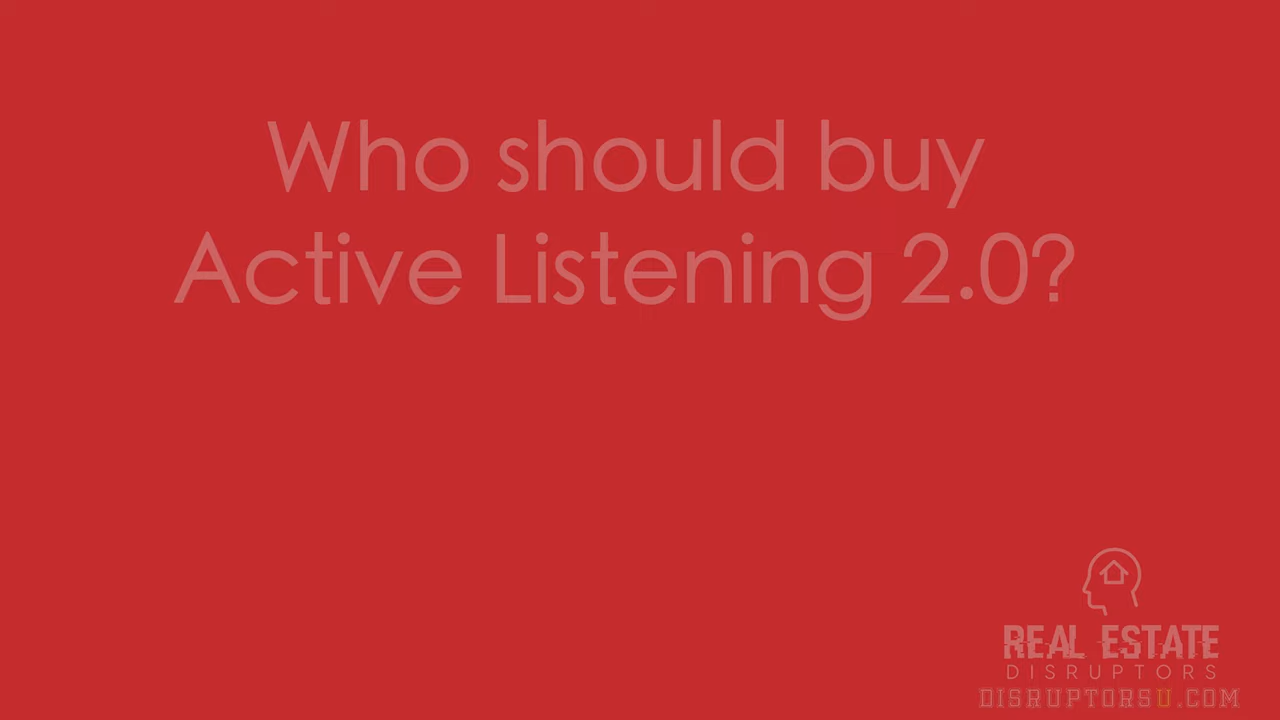 Who should buy
Active Listening 2.0?
REAL ESTATE
DISRUPTORS
DISRUPTORSU.COM